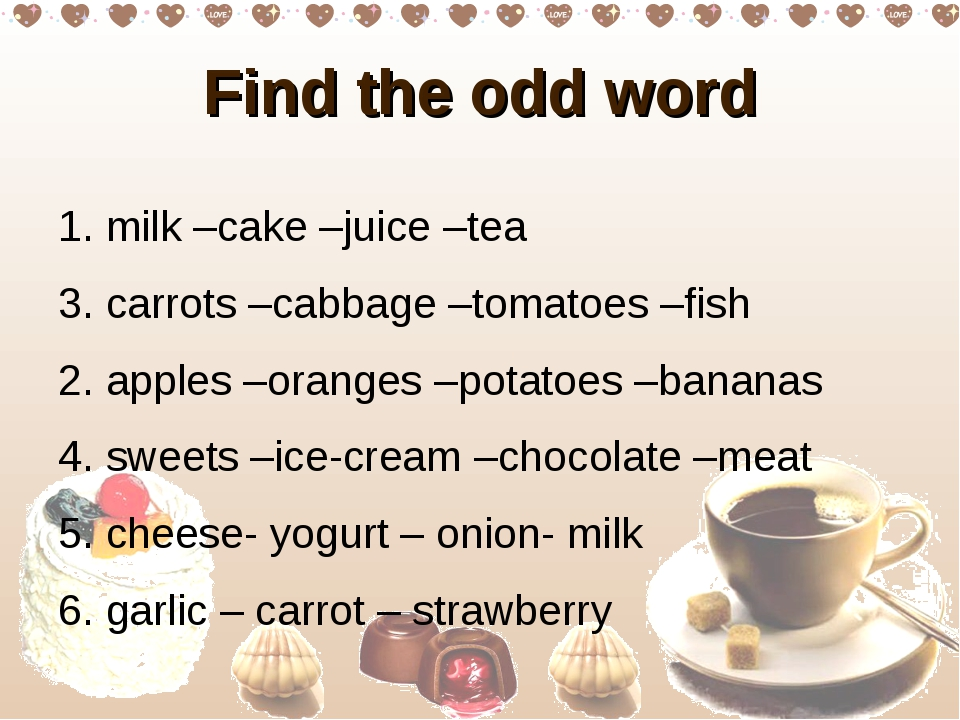 Find the odd word
1. milk –cake –juice –tea
3. carrots –cabbage –tomatoes –fish
2. apples –oranges –potatoes –bananas
4. sweets –ice-cream –chocolate –meat
5. cheese- yogurt – onion- milk
6. garlic – carrot – strawberry